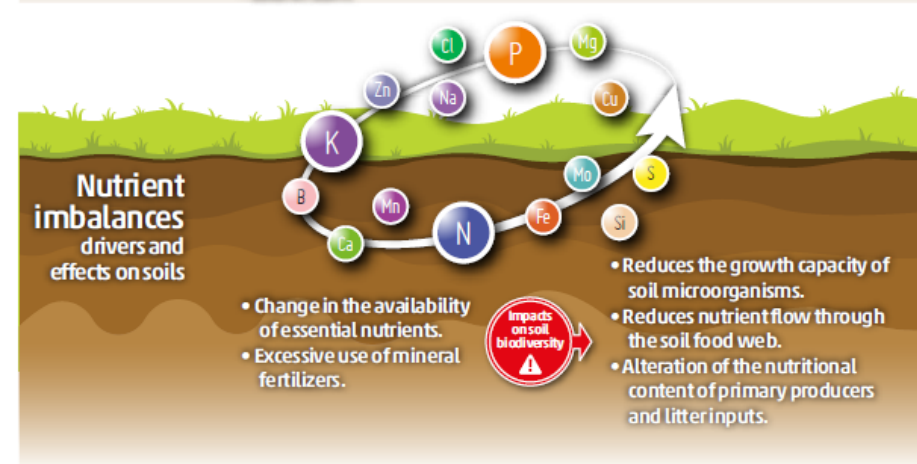 Cl
P
Mg
Zn
Na
Cu
K
Mo
S
B
Mn
N
Fe
Si
Ca
Nutrient
imbalances
drivers and
effects on soils
• Change in the availability
of essential nutrients.
• Excessive use of mineral
fertilizers.
Impacts
on soil
biodiversity
• Reduces the growth capacity of
soil microorganisms.
• Reduces nutrient flow through
the soil food web.
• Alteration of the nutritional
content of primary producers
and litter inputs.